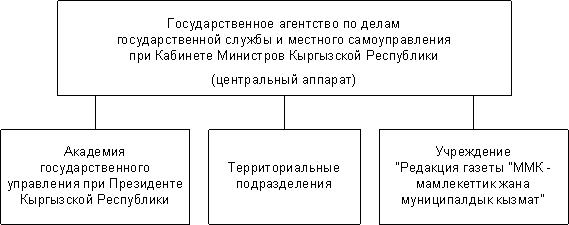 Государственное агентство по делам
государственной службы и местного самоуправления
при Кабинете Министров Кыргызской Республики
(центральный аппарат)
Академия
государственного
управления при Президенте
Кыргызской Республики
Территориальные
подразделения
Учреждение
"Редакция газеты "ММК -
мамлекеттик жана
муниципалдык кызмат"